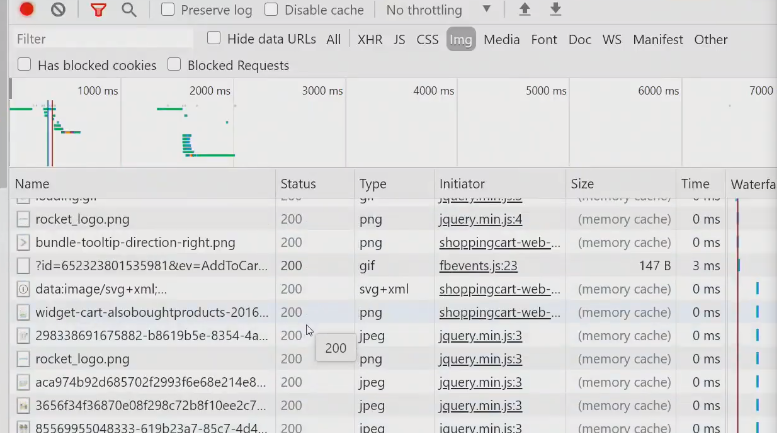 Preserve log Disable cache No throttling
Filter Hide data URLs All XHR JS CSS Img Media Font Doc WS Manifest Other
Has blocked cookies Blocked Requests
1000 ms 2000 ms 3000 ms 4000 ms 5000 ms 6000 ms 7000
Name Status Type Initiator Size Time Waterfa
loading.gif 200 gif jquery.min.js:3 (memory cache) 0 ms
rocket_logo.png 200 png jquery.min.js:4 (memory cache) 0 ms
bundle-tooltip-direction-right.png 200 png shoppingcart-web-... (memory cache) 0 ms
?id=652323801535981&ev=AddToCar... 200 gif fbevents.js:23 147 B 3 ms
data:image/svg+xml;... 200 svg+xml shoppingcart-web-... (memory cache) 0 ms
widget-cart-alsoboughtproducts-2016... 200 png shoppingcart-web-... (memory cache) 0 ms
298338691675882-b8619b5e-8354-4a... 200 jpeg jquery.min.js:3 (memory cache) 0 ms
200
rocket_logo.png 200 png jquery.min.js:3 (memory cache) 0 ms
aca974b92d685702f2993f6e68e214e8... 200 jpeg jquery.min.js:3 (memory cache) 0 ms
3656f34f36870e08f298c72b8f10ee2c7... 200 jpeg jquery.min.js:3 (memory cache) 0 ms
85569955048333-619b23a7-85c7-4d4... 200 jpeg jquery.min.js:3 (memory cache) 0 ms